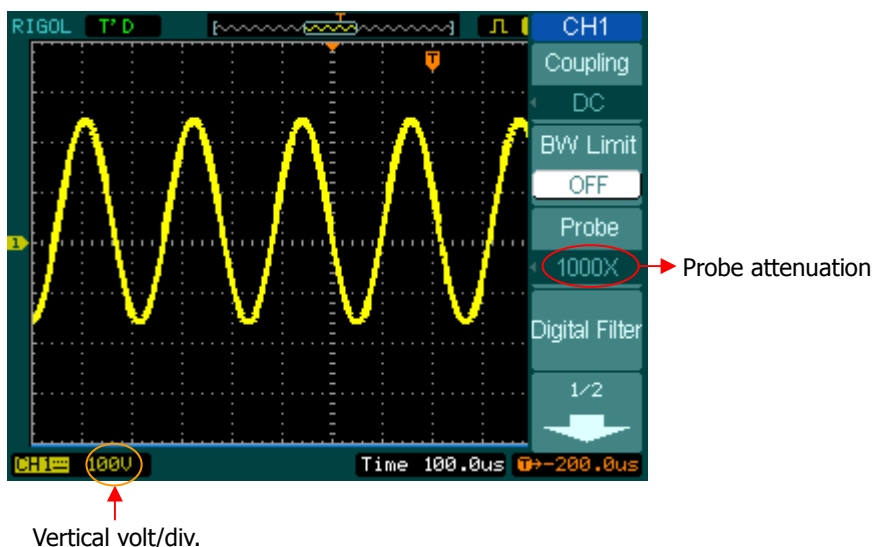 RIGOL T'D
T
CH1
Coupling
DC
BW Limit
OFF
Probe
1000X
Probe attenuation
Digital Filter
1/2
T
1
CH1 100V
Time 100.0us T→-200.0us
Vertical volt/div.